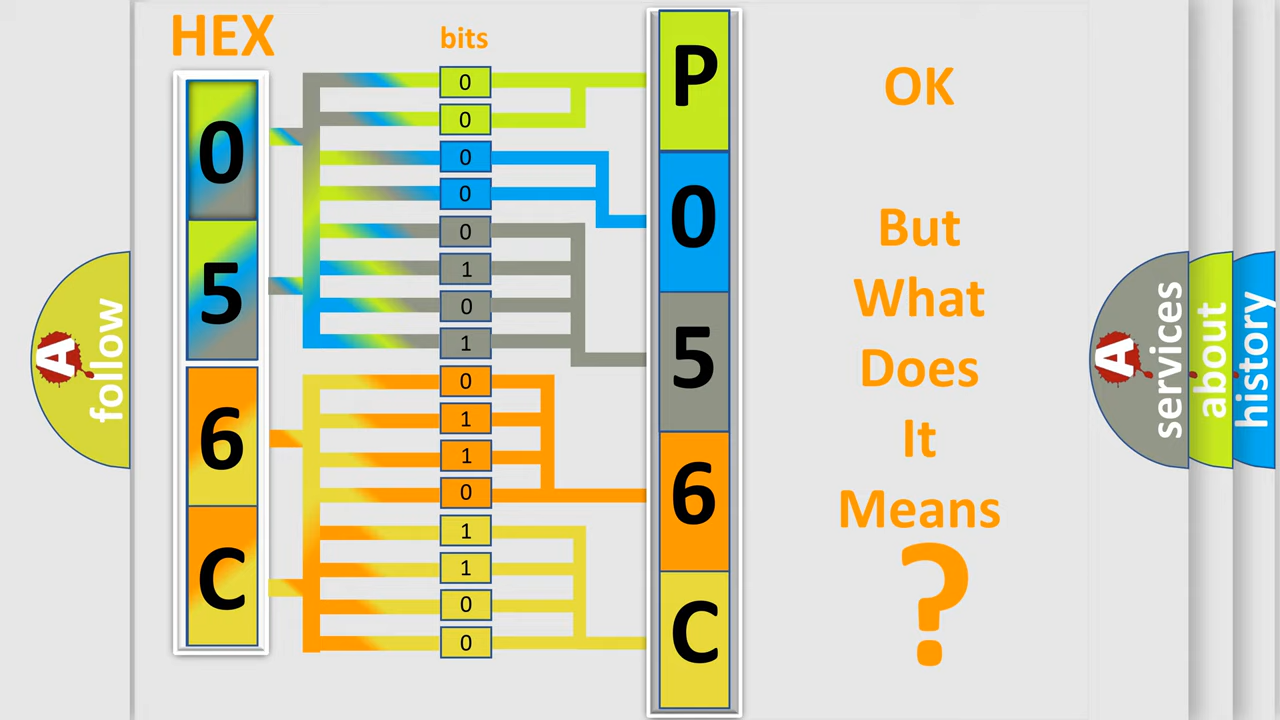 HEX
bits
0
5
6
C
0
0
0
0
0
1
0
1
0
1
1
0
1
1
0
0
P
0
5
6
C
OK
But
What
Does
It
Means
?
A
follow
A
services
about
history